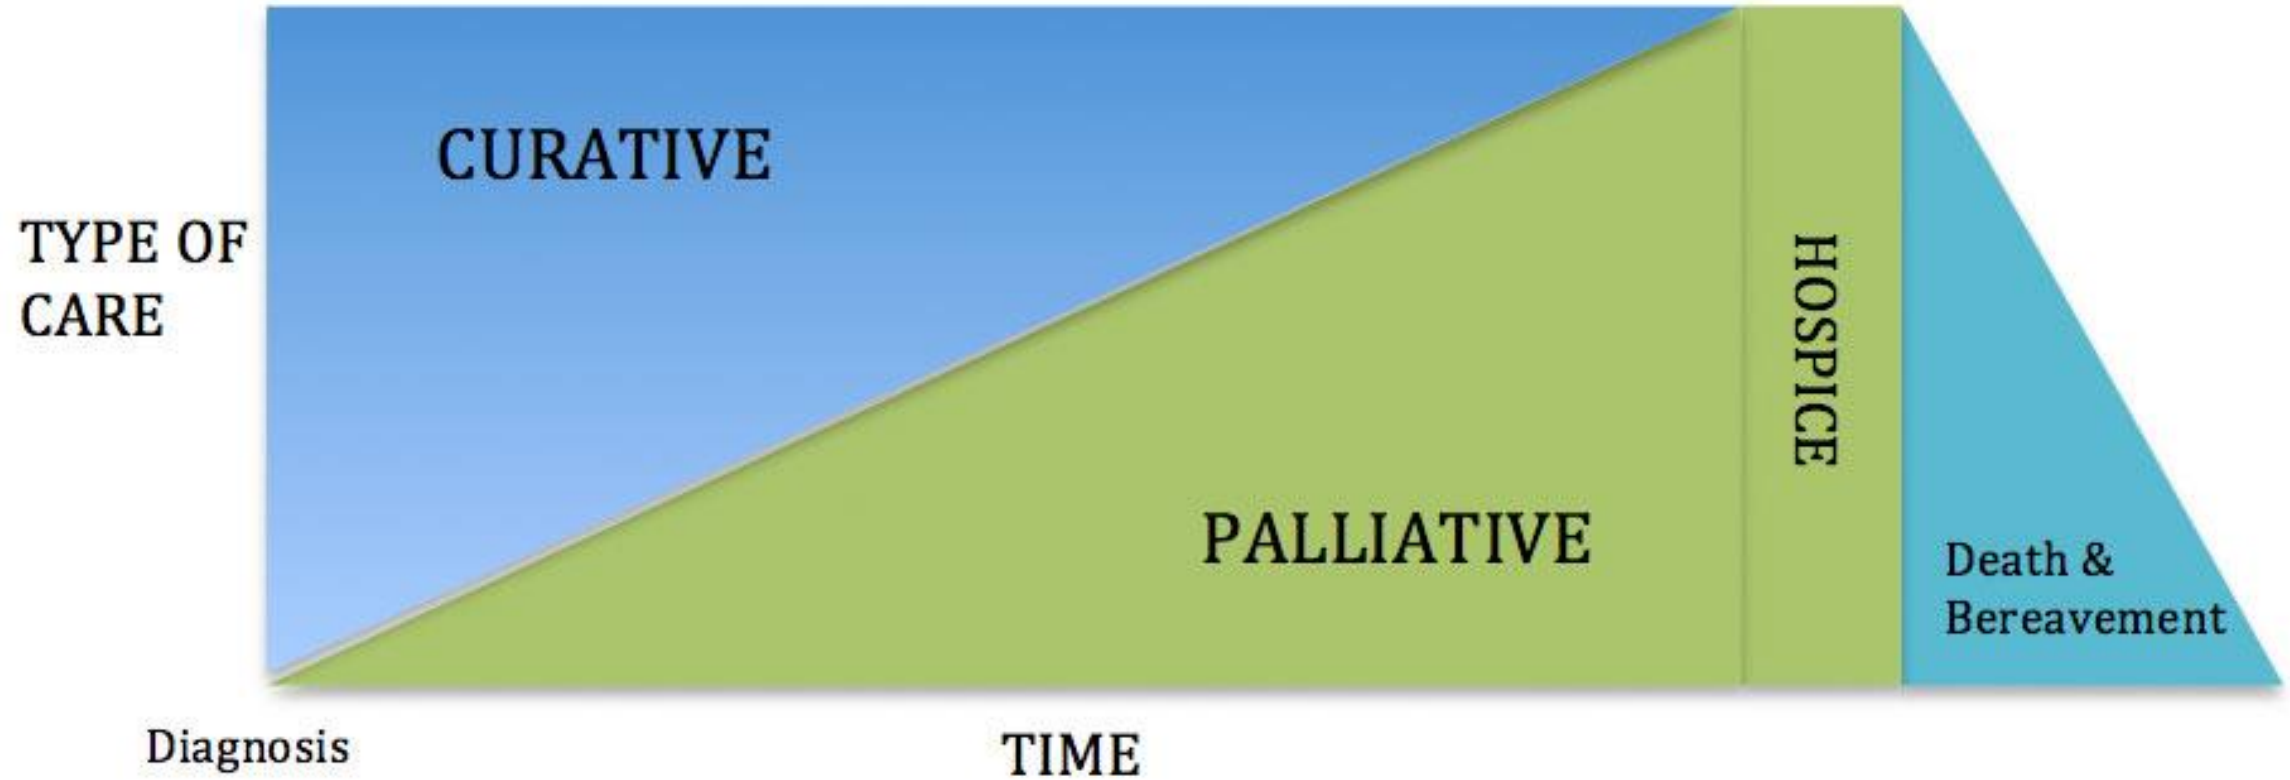 CURATIVE
TYPE OF
CARE
HOSPICE
PALLIATIVE
Death &
Bereavement
Diagnosis
TIME